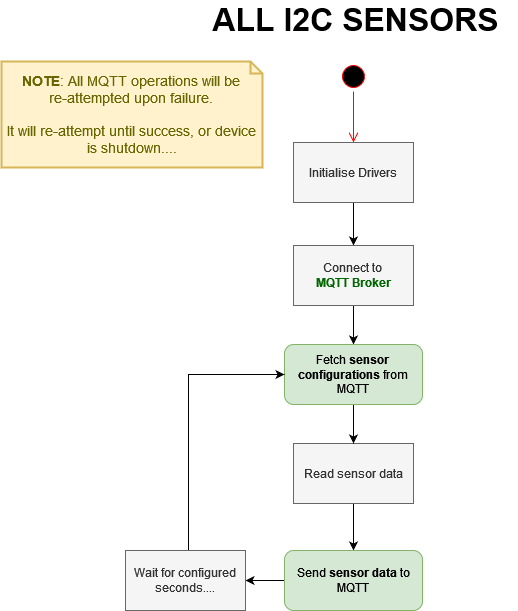 ALL I2C SENSORS
NOTE: All MQTT operations will be
re-attempted upon failure.
It will re-attempt until success, or device
is shutdown....
Initialise Drivers
Connect to
MQTT Broker
Fetch sensor
configurations from
MQTT
Read sensor data
Send sensor data to
MQTT
Wait for configured
seconds....